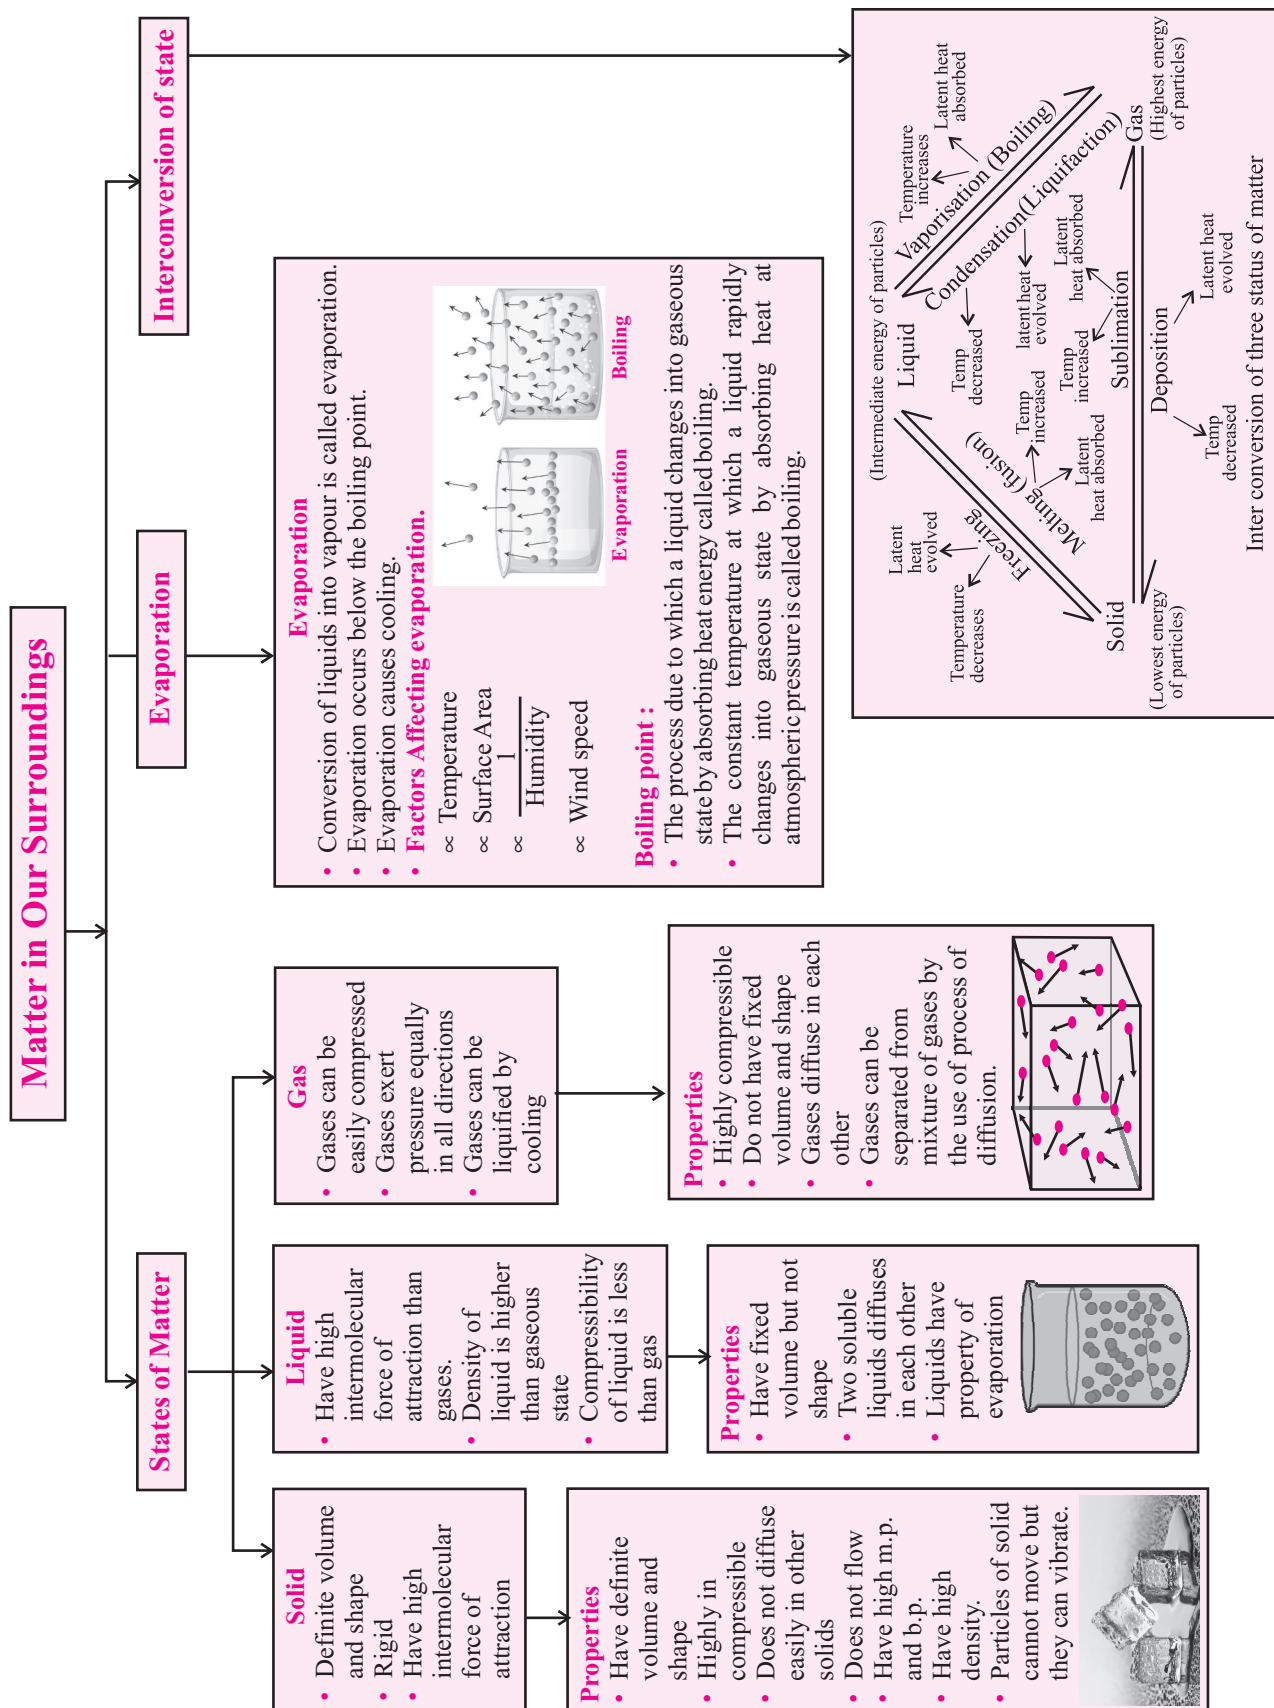 Matter in Our Surroundings
States of Matter
Evaporation
Interconversion of state
Solid
• Definite volume
and shape
• Rigid
• Have high
intermolecular
force of
attraction
Properties
• Have definite
volume and
shape
• Highly in
compressible
• Does not diffuse
easily in other
solids
• Does not flow
• Have high m.p.
and b.p.
• Have high
density.
• Particles of solid
cannot move but
they can vibrate.
Liquid
• Have high
intermolecular
force of
attraction than
gases.
• Density of
liquid is higher
than gaseous
state
• Compressibility
of liquid is less
than gas
Properties
• Have fixed
volume but not
shape
• Two soluble
liquids diffuses
in each other
• Liquids have
property of
evaporation
Gas
• Gases can be
easily compressed
• Gases exert
pressure equally
in all directions
• Gases can be
liquified by
cooling
Properties
• Highly compressible
• Do not have fixed
volume and shape
• Gases diffuse in each
other
• Gases can be
separated from
mixture of gases by
the use of process of
diffusion.
Evaporation
• Conversion of liquids into vapour is called evaporation.
• Evaporation occurs below the boiling point.
• Evaporation causes cooling.
• Factors Affecting evaporation.
∝ Temperature
∝ Surface Area
∝ 1
Humidity
∝ Wind speed
Evaporation
Boiling
Boiling point :
• The process due to which a liquid changes into gaseous
state by absorbing heat energy called boiling.
• The constant temperature at which a liquid rapidly
changes into gaseous state by absorbing heat at
atmospheric pressure is called boiling.
(Intermediate energy of particles)
Liquid
Latent
heat
evolved
Temperature
decreases
Freezing
Melting (fusion)
Temp
increased
Latent
heat absorbed
Temperature
increases
Latent heat
absorbed
Vaporisation (Boiling)
Condensation(Liquifaction)
Temp
decreased
latent heat
evolved
Solid
(Lowest energy
of particles)
Gas
(Highest energy
of particles)
Temp
increased
Latent
heat absorbed
Sublimation
Deposition
Temp
decreased
Latent heat
evolved
Inter conversion of three status of matter